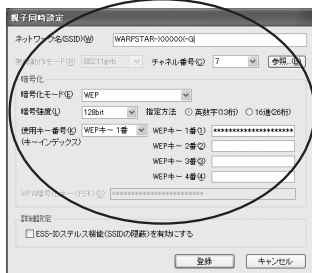 親子同時設定
ネットワーク名(SSID)(W) WARPSTAR-XXXXXX-G
無線動作モード(R) 802.11g+b チャネル番号(C) 7 参照...(B)
暗号化
暗号化モード(E) WEP
暗号強度(L) 128bit 指定方法 英数字(13桁) 16進(26桁)
使用キー番号(K) WEPキー 1番 WEPキー 1番(1) **********************
(キーインデックス) WEPキー 2番(2)
WEPキー 3番(3)
WEPキー 4番(4)
WPA暗号化キー(PSK)(S) **********************
詳細設定
ESS-IDステルス機能(SSIDの隠蔽)を有効にする
登録 キャンセル